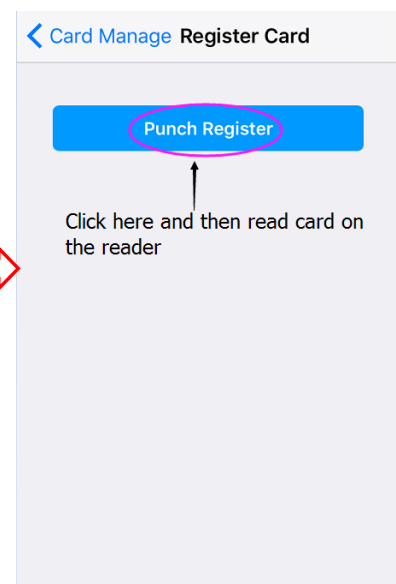 Card Manage Register Card
Punch Register
Click here and then read card on
the reader